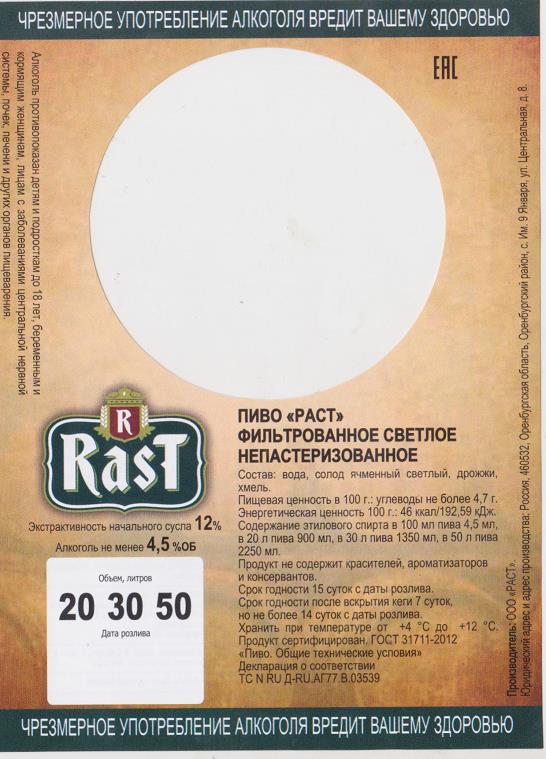 ЧРЕЗМЕРНОЕ УПОТРЕБЛЕНИЕ АЛКОГОЛЯ ВРЕДИТ ВАШЕМУ ЗДОРОВЬЮ
ЕАС
Алкоголь противопоказан детям и подросткам до 18 лет, беременным и
кормящим женщинам, лицам с заболеваниями центральной нервной
системы, почек, печени и других органов пищеварения.
R
RasT
Экстрактивность начального сусла 12%
Алкоголь не менее 4,5 %ОБ
Объем, литров
20 30 50
Дата розлива
ПИВО «РАСТ»
ФИЛЬТРОВАННОЕ СВЕТЛОЕ
НЕПАСТЕРИЗОВАННОЕ
Состав: вода, солод ячменный светлый, дрожжи,
хмель.
Пищевая ценность в 100 г.: углеводы не более 4,7 г.
Энергетическая ценность 100 г.: 46 ккал/192,59 кДж.
Содержание этилового спирта в 100 мл пива 4,5 мл,
в 20 л пива 900 мл, в 30 л пива 1350 мл, в 50 л пива
2250 мл.
Продукт не содержит красителей, ароматизаторов
и консервантов.
Срок годности 15 суток с даты розлива.
Срок годности после вскрытия кеги 7 суток,
но не более 14 суток с даты розлива.
Хранить при температуре от +4 °С до +12 °С.
Продукт сертифицирован. ГОСТ 31711-2012
«Пиво. Общие технические условия»
Декларация о соответствии
ТС N RU Д-RU.АГ77.В.03539
Производитель: ООО «РАСТ».
Юридический адрес и адрес производства: Россия, 460532, Оренбургская область, Оренбургский район, с. Им. 9 Января, ул. Центральная, д. 8.
ЧРЕЗМЕРНОЕ УПОТРЕБЛЕНИЕ АЛКОГОЛЯ ВРЕДИТ ВАШЕМУ ЗДОРОВЬЮ